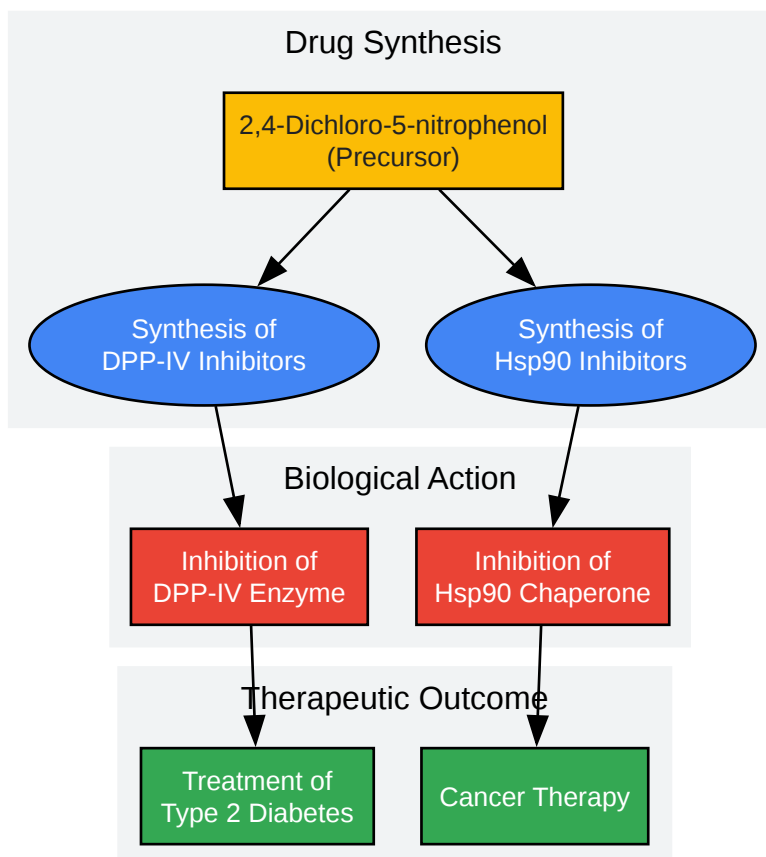 Drug Synthesis
2,4-Dichloro-5-nitrophenol
(Precursor)
Synthesis of
DPP-IV Inhibitors
Synthesis of
Hsp90 Inhibitors
Biological Action
Inhibition of
DPP-IV Enzyme
Inhibition of
Hsp90 Chaperone
Therapeutic Outcome
Treatment of
Type 2 Diabetes
Cancer Therapy